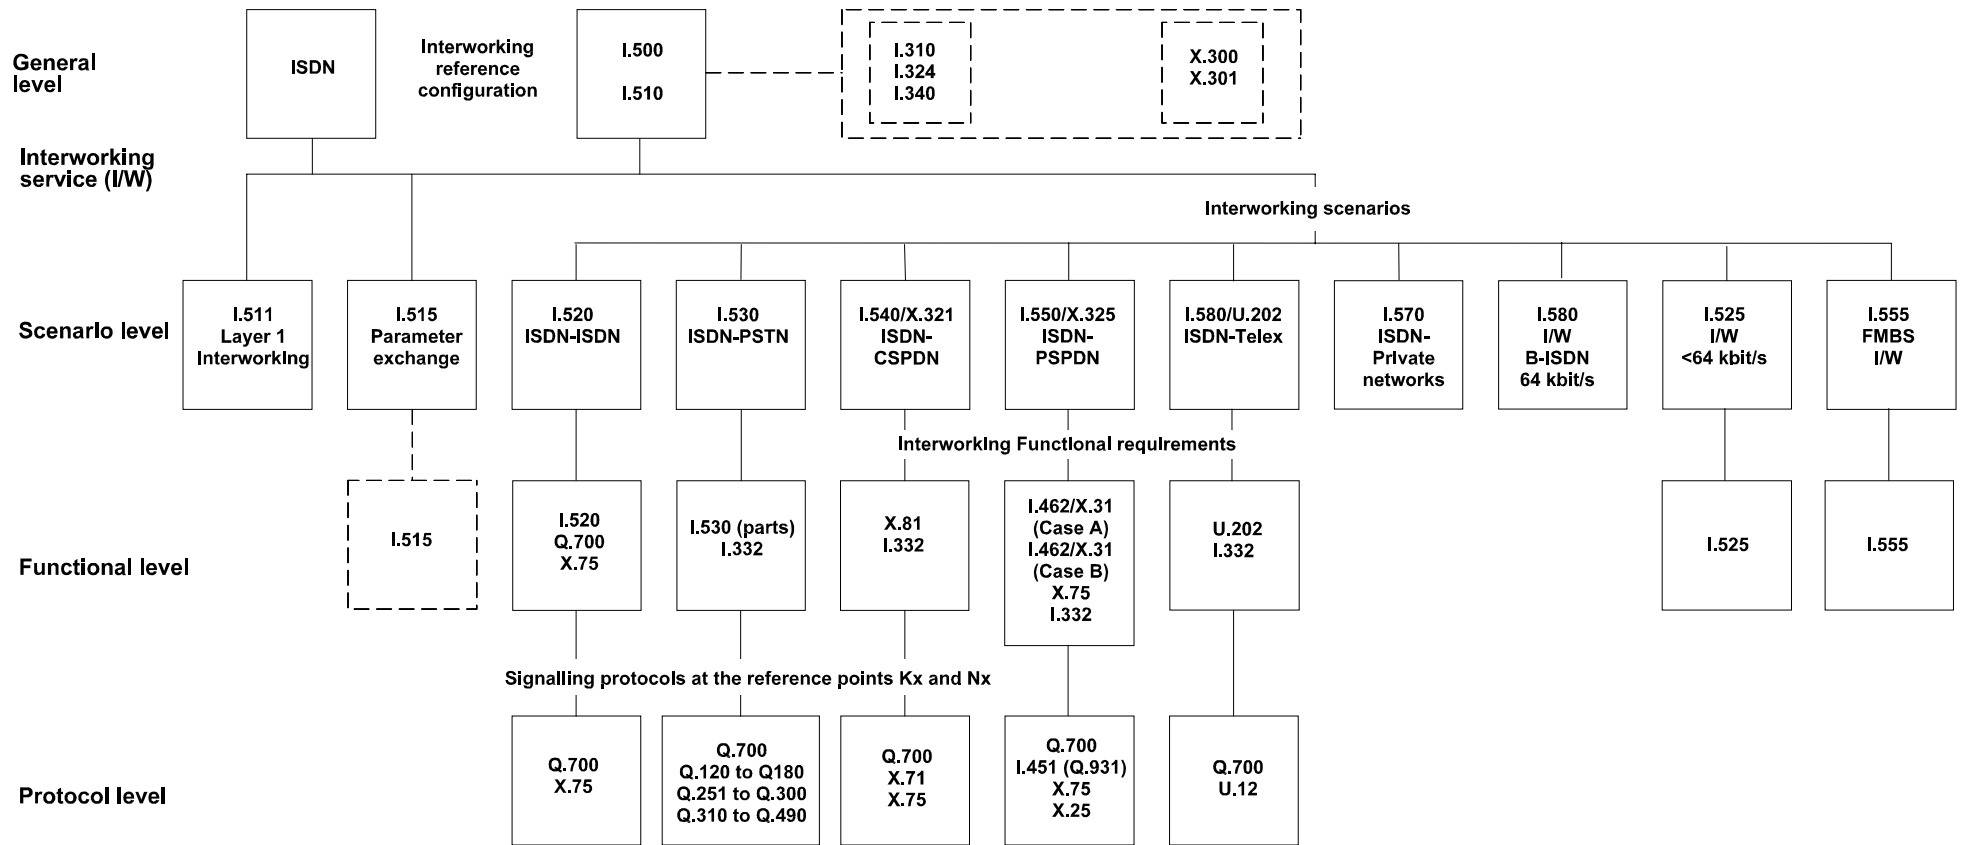 General
level
ISDN
Interworking
reference
configuration
I.500
I.510
I.310
I.324
I.340
X.300
X.301
Interworking
service (I/W)
Interworking scenarios
Scenario level
I.511
Layer 1
Interworking
I.515
Parameter
exchange
I.520
ISDN-ISDN
I.530
ISDN-PSTN
I.540/X.321
ISDN-
CSPDN
I.550/X.325
ISDN-
PSPDN
I.580/U.202
ISDN-Telex
I.570
ISDN-
Private
networks
I.580
I/W
B-ISDN
64 kbit/s
I.525
I/W
<64 kbit/s
I.555
FMBS
I/W
Interworking Functional requirements
Functional level
I.515
I.520
Q.700
X.75
I.530 (parts)
I.332
X.81
I.332
I.462/X.31
(Case A)
I.462/X.31
(Case B)
X.75
I.332
U.202
I.332
I.525
I.555
Signalling protocols at the reference points Kx and Nx
Protocol level
Q.700
X.75
Q.700
Q.120 to Q180
Q.251 to Q.300
Q.310 to Q.490
Q.700
X.71
X.75
Q.700
I.451 (Q.931)
X.75
X.25
Q.700
U.12